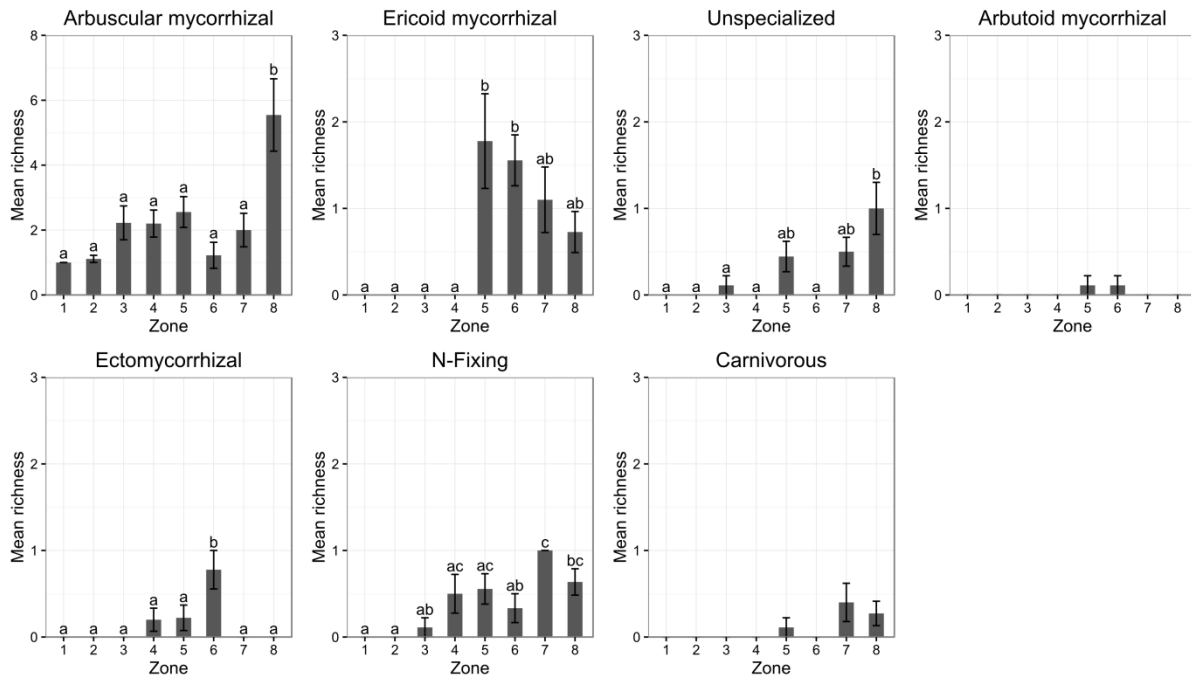 Arbuscular mycorrhizal
Mean richness
8
6
4
2
0
a a a a a a a b
1 2 3 4 5 6 7 8
Zone
Ericoid mycorrhizal
Mean richness
3
2
1
0
a a a a b b ab ab
1 2 3 4 5 6 7 8
Zone
Unspecialized
Mean richness
3
2
1
0
a a a a ab a ab b
1 2 3 4 5 6 7 8
Zone
Arbutoid mycorrhizal
Mean richness
3
2
1
0
1 2 3 4 5 6 7 8
Zone
Ectomycorrhizal
Mean richness
3
2
1
0
a a a a a b a a
1 2 3 4 5 6 7 8
Zone
N-Fixing
Mean richness
3
2
1
0
a a ab ac ac ab c bc
1 2 3 4 5 6 7 8
Zone
Carnivorous
Mean richness
3
2
1
0
1 2 3 4 5 6 7 8
Zone